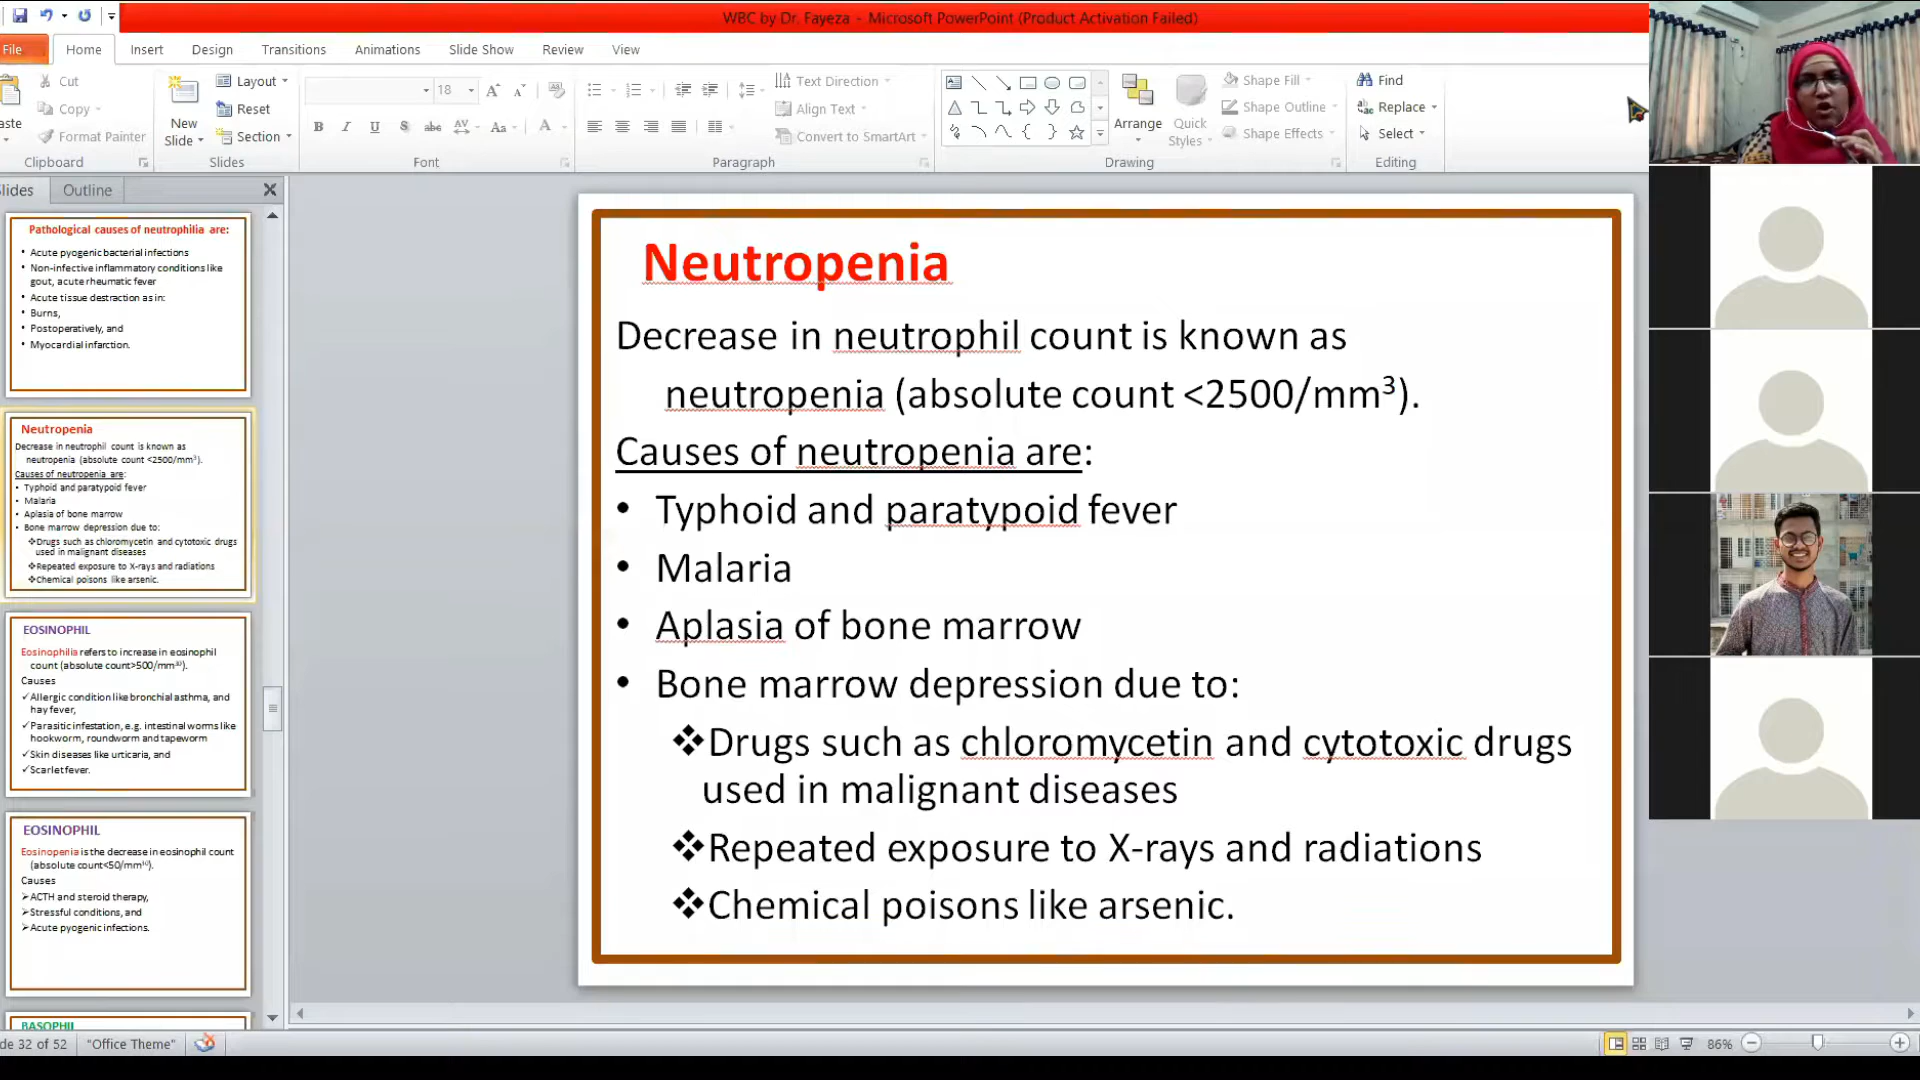 WBC by Dr. Fayeza - Microsoft PowerPoint (Product Activation Failed)
File Home Insert Design Transitions Animations Slide Show Review View
Cut
Copy
Format Painter
Clipboard
New Slide
Layout
Reset
Section
Slides
18
Font
Text Direction
Align Text
Convert to SmartArt
Paragraph
Arrange
Quick Styles
Shape Fill
Shape Outline
Shape Effects
Drawing
Find
Replace
Select
Editing
Outline
Pathological causes of neutrophilia are:
• Acute pyogenic bacterial infections
• Non-infective inflammatory conditions like
gout, acute rheumatic fever
• Acute tissue destraction as in:
• Burns,
• Postoperatively, and
• Myocardial infarction.
Neutropenia
Decrease in neutrophil count is known as
neutropenia (absolute count <2500/mm³).
Causes of neutropenia are:
• Typhoid and paratypoid fever
• Malaria
• Aplasia of bone marrow
• Bone marrow depression due to:
❖Drugs such as chloromycetin and cytotoxic drugs
used in malignant diseases
❖Repeated exposure to X-rays and radiations
❖Chemical poisons like arsenic.
EOSINOPHIL
Eosinophilia refers to increase in eosinophil
count (absolute count>500/mm³⁰).
Causes
✓Allergic condition like bronchial asthma, and
hay fever,
✓Parasitic infestation, e.g. intestinal worms like
hookworm, roundworm and tapeworm
✓Skin diseases like urticaria, and
✓Scarlet fever.
EOSINOPHIL
Eosinopenia is the decrease in eosinophil count
(absolute count<50/mm³⁰).
Causes
➢ACTH and steroid therapy,
➢Stressful conditions, and
➢Acute pyogenic infections.
BASOPHIL
Neutropenia
Decrease in neutrophil count is known as
neutropenia (absolute count <2500/mm³).
Causes of neutropenia are:
• Typhoid and paratypoid fever
• Malaria
• Aplasia of bone marrow
• Bone marrow depression due to:
❖Drugs such as chloromycetin and cytotoxic drugs
used in malignant diseases
❖Repeated exposure to X-rays and radiations
❖Chemical poisons like arsenic.
32 of 52 "Office Theme" 86%